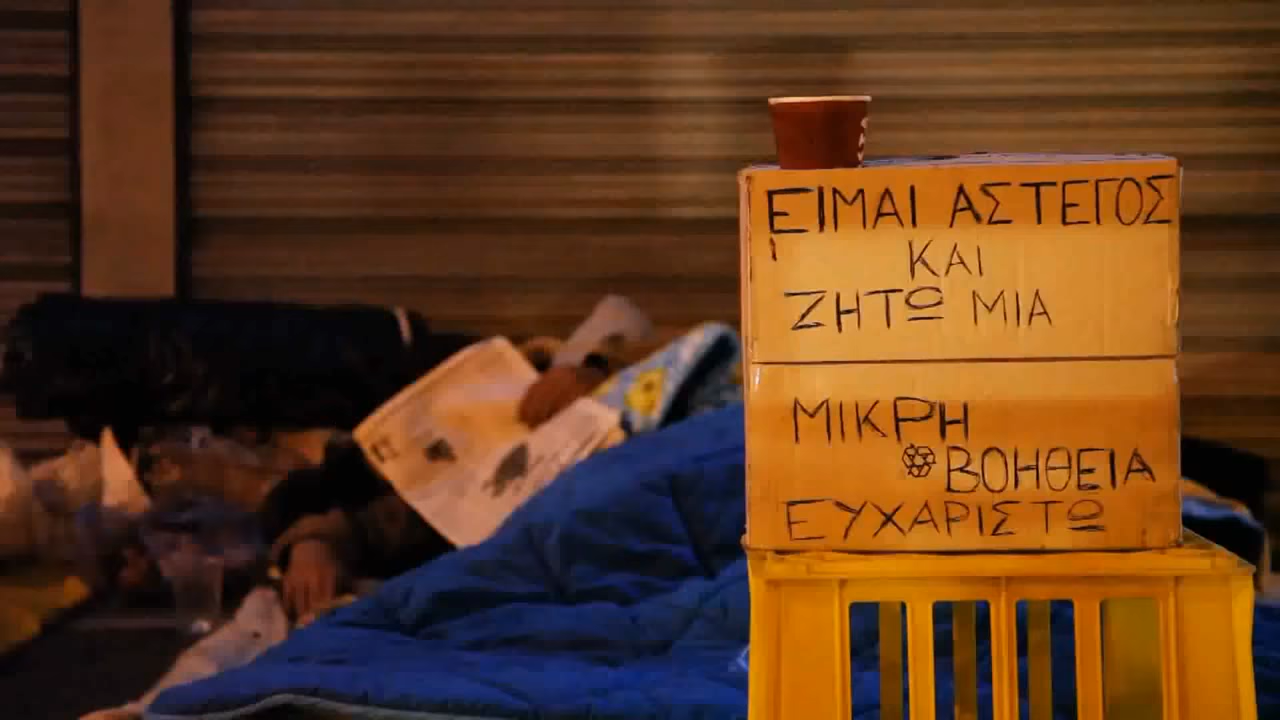 ΕΙΜΑΙ ΑΣΤΕΓΟΣ
ΚΑΙ
ΖΗΤΩ ΜΙΑ
ΜΙΚΡΗ
ΒΟΗΘΕΙΑ
ΕΥΧΑΡΙΣΤΩ